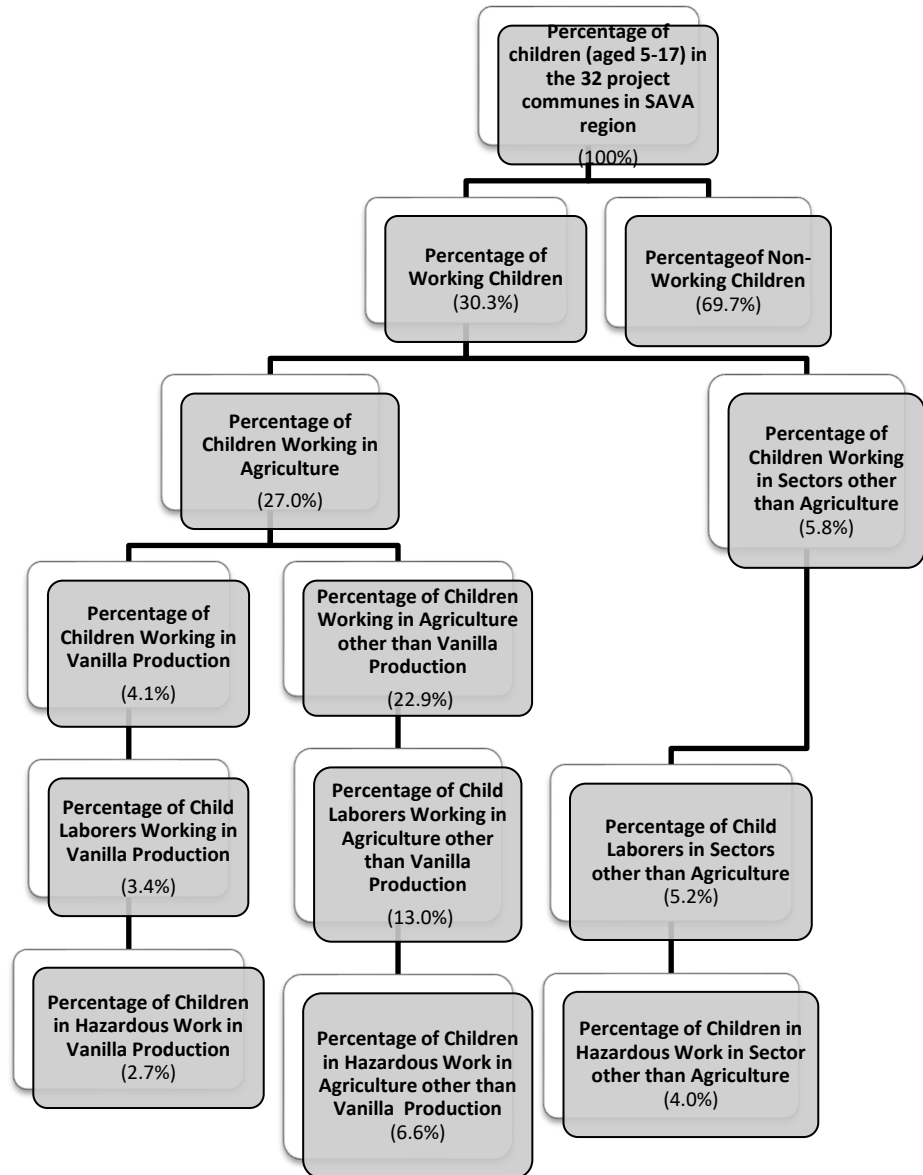 Percentage of
children (aged 5-17) in
the 32 project
communes in SAVA
region
(100%)
Percentage of
Working Children
(30.3%)
Percentageof Non-
Working Children
(69.7%)
Percentage of
Children Working in
Agriculture
(27.0%)
Percentage of
Children Working
in Sectors other
than Agriculture
(5.8%)
Percentage of
Children Working in
Vanilla Production
(4.1%)
Percentage of Children
Working in Agriculture
other than Vanilla
Production
(22.9%)
Percentage of Child
Laborers Working in
Vanilla Production
(3.4%)
Percentage of Child
Laborers Working in
Agriculture other
than Vanilla
Production
(13.0%)
Percentage of Child
Laborers in Sectors
other than Agriculture
(5.2%)
Percentage of Children
in Hazardous Work in
Vanilla Production
(2.7%)
Percentage of Children
in Hazardous Work in
Agriculture other than
Vanilla Production
(6.6%)
Percentage of Children in
Hazardous Work in Sector
other than Agriculture
(4.0%)